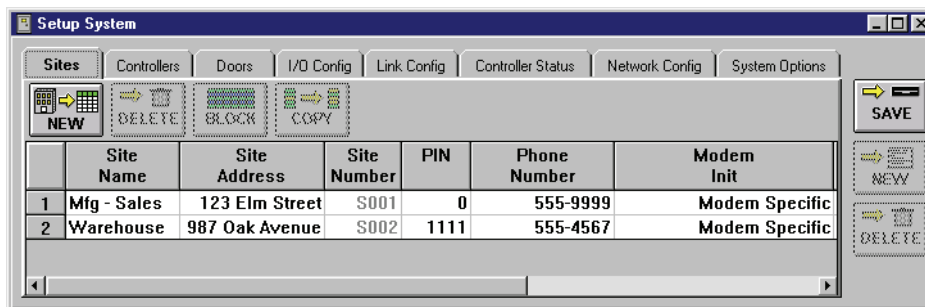 Setup System
Sites Controllers Doors I/O Config Link Config Controller Status Network Config System Options
NEW DELETE BLOCK COPY SAVE
Site Name Site Address Site Number PIN Phone Number Modem Init NEW
1 Mfg - Sales 123 Elm Street S001 0 555-9999 Modem Specific
2 Warehouse 987 Oak Avenue S002 1111 555-4567 Modem Specific DELETE